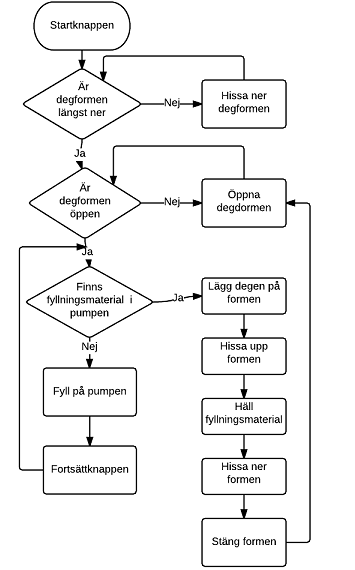 Startknappen
Är
degformen
längst ner
Nej
Hissa ner
degformen
Ja
Är
degformen
öppen
Nej
Öppna
degdormen
Ja
Finns
fyllningsmaterial i
pumpen
Ja
Lägg degen på
formen
Nej
Hissa upp
formen
Fyll på pumpen
Häll
fyllningsmaterial
Fortsättknappen
Hissa ner
formen
Stäng formen